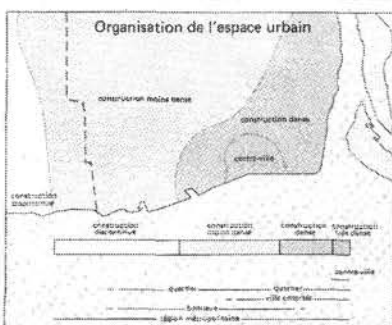 Organisation de l'espace urbain
construction moins dense
construction dense
centre-ville
construction
discontinue
construction construction construction construction
discontinue moins dense dense très dense
centre-ville
quartier quartier
ville centrale
banlieue
région métropolitaine